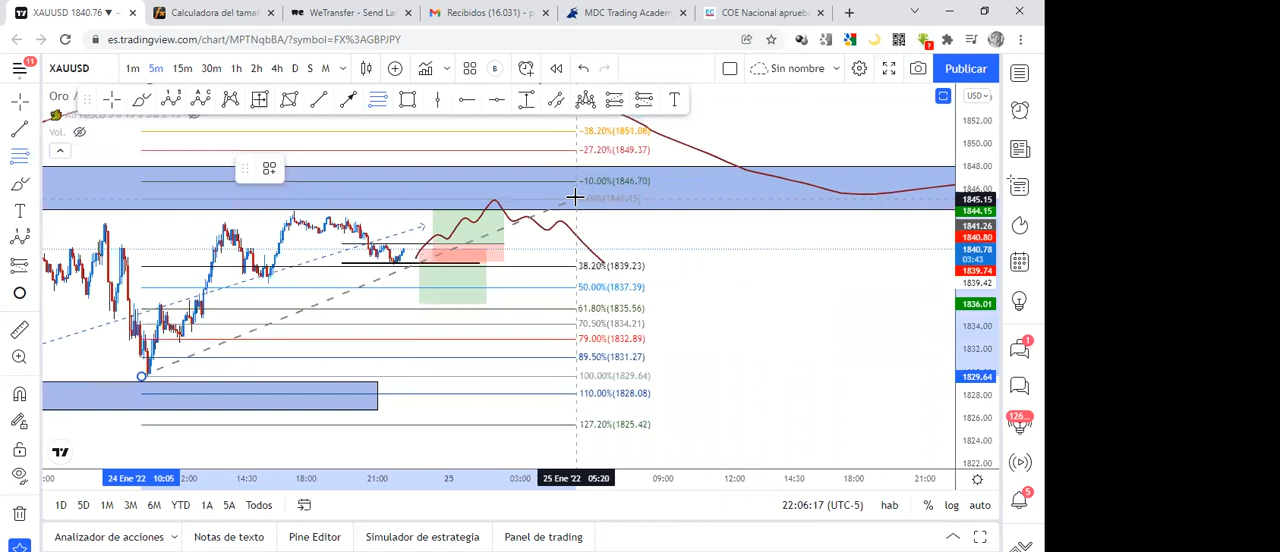 XAUUSD 1840.76
Calculadora del tamañ
WeTransfer - Send Lar
Recibidos (16.031) - p
MDC Trading Academ
COE Nacional aprueb
es.tradingview.com/chart/MPTNqbBA/?symbol=FX%3AGBPJPY
11
XAUUSD
1m 5m 15m 30m 1h 2h 4h D S M
Sin nombre
Publicar
Oro /
Vol.
USD
-38.20%(1851.08)
-27.20%(1849.37)
-10.00%(1846.70)
38.20%(1839.23)
50.00%(1837.39)
61.80%(1835.56)
70.50%(1834.21)
79.00%(1832.89)
89.50%(1831.27)
100.00%(1829.64)
110.00%(1828.08)
127.20%(1825.42)
1852.00
1850.00
1848.00
1846.00
1845.15
1844.15
1841.26
1840.80
1840.78
03:43
1839.74
1839.42
1836.01
1834.00
1832.00
1829.64
1828.00
1826.00
1824.00
1822.00
1
126...
5
:00 24 Ene '22 10:05 2:00 14:30 18:00 21:00 25 03:00 25 Ene '22 05:20 09:00 12:00 14:30 18:00 21:00
1D 5D 1M 3M 6M YTD 1A 5A Todos
22:06:17 (UTC-5) hab % log auto
Analizador de acciones Notas de texto Pine Editor Simulador de estrategia Panel de trading